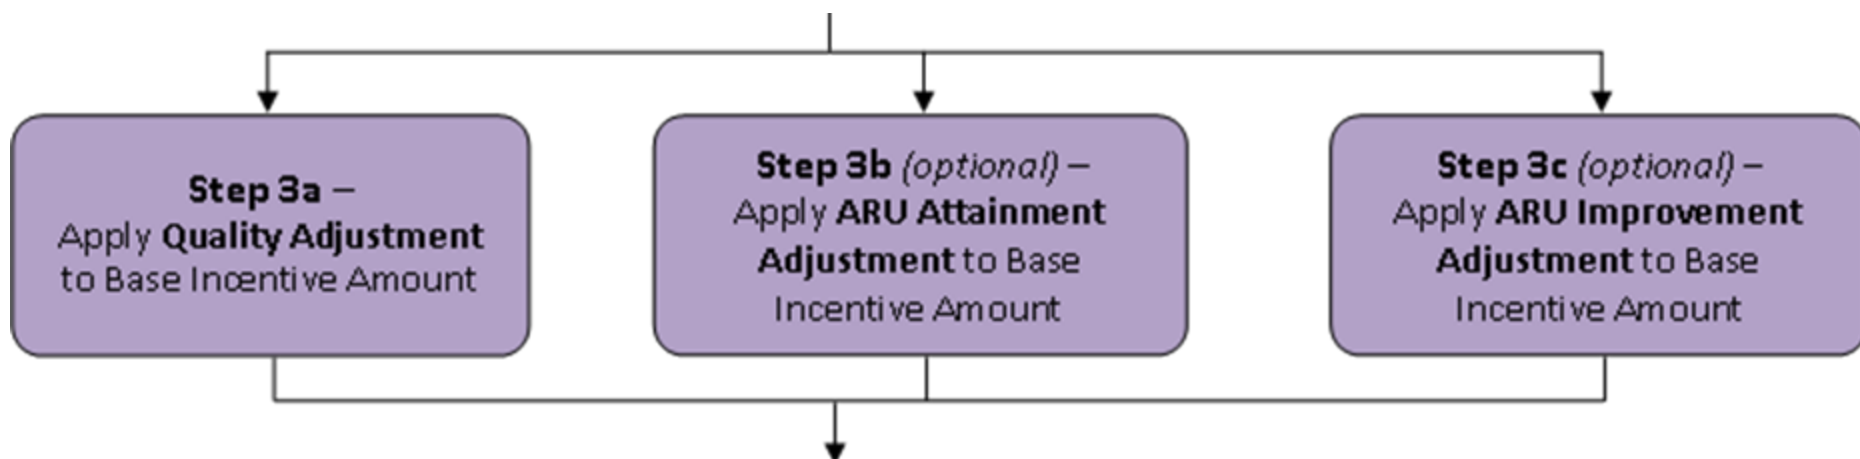 Step 3a –
Apply Quality Adjustment
to Base Incentive Amount
Step 3b (optional) –
Apply ARU Attainment
Adjustment to Base
Incentive Amount
Step 3c (optional) –
Apply ARU Improvement
Adjustment to Base
Incentive Amount